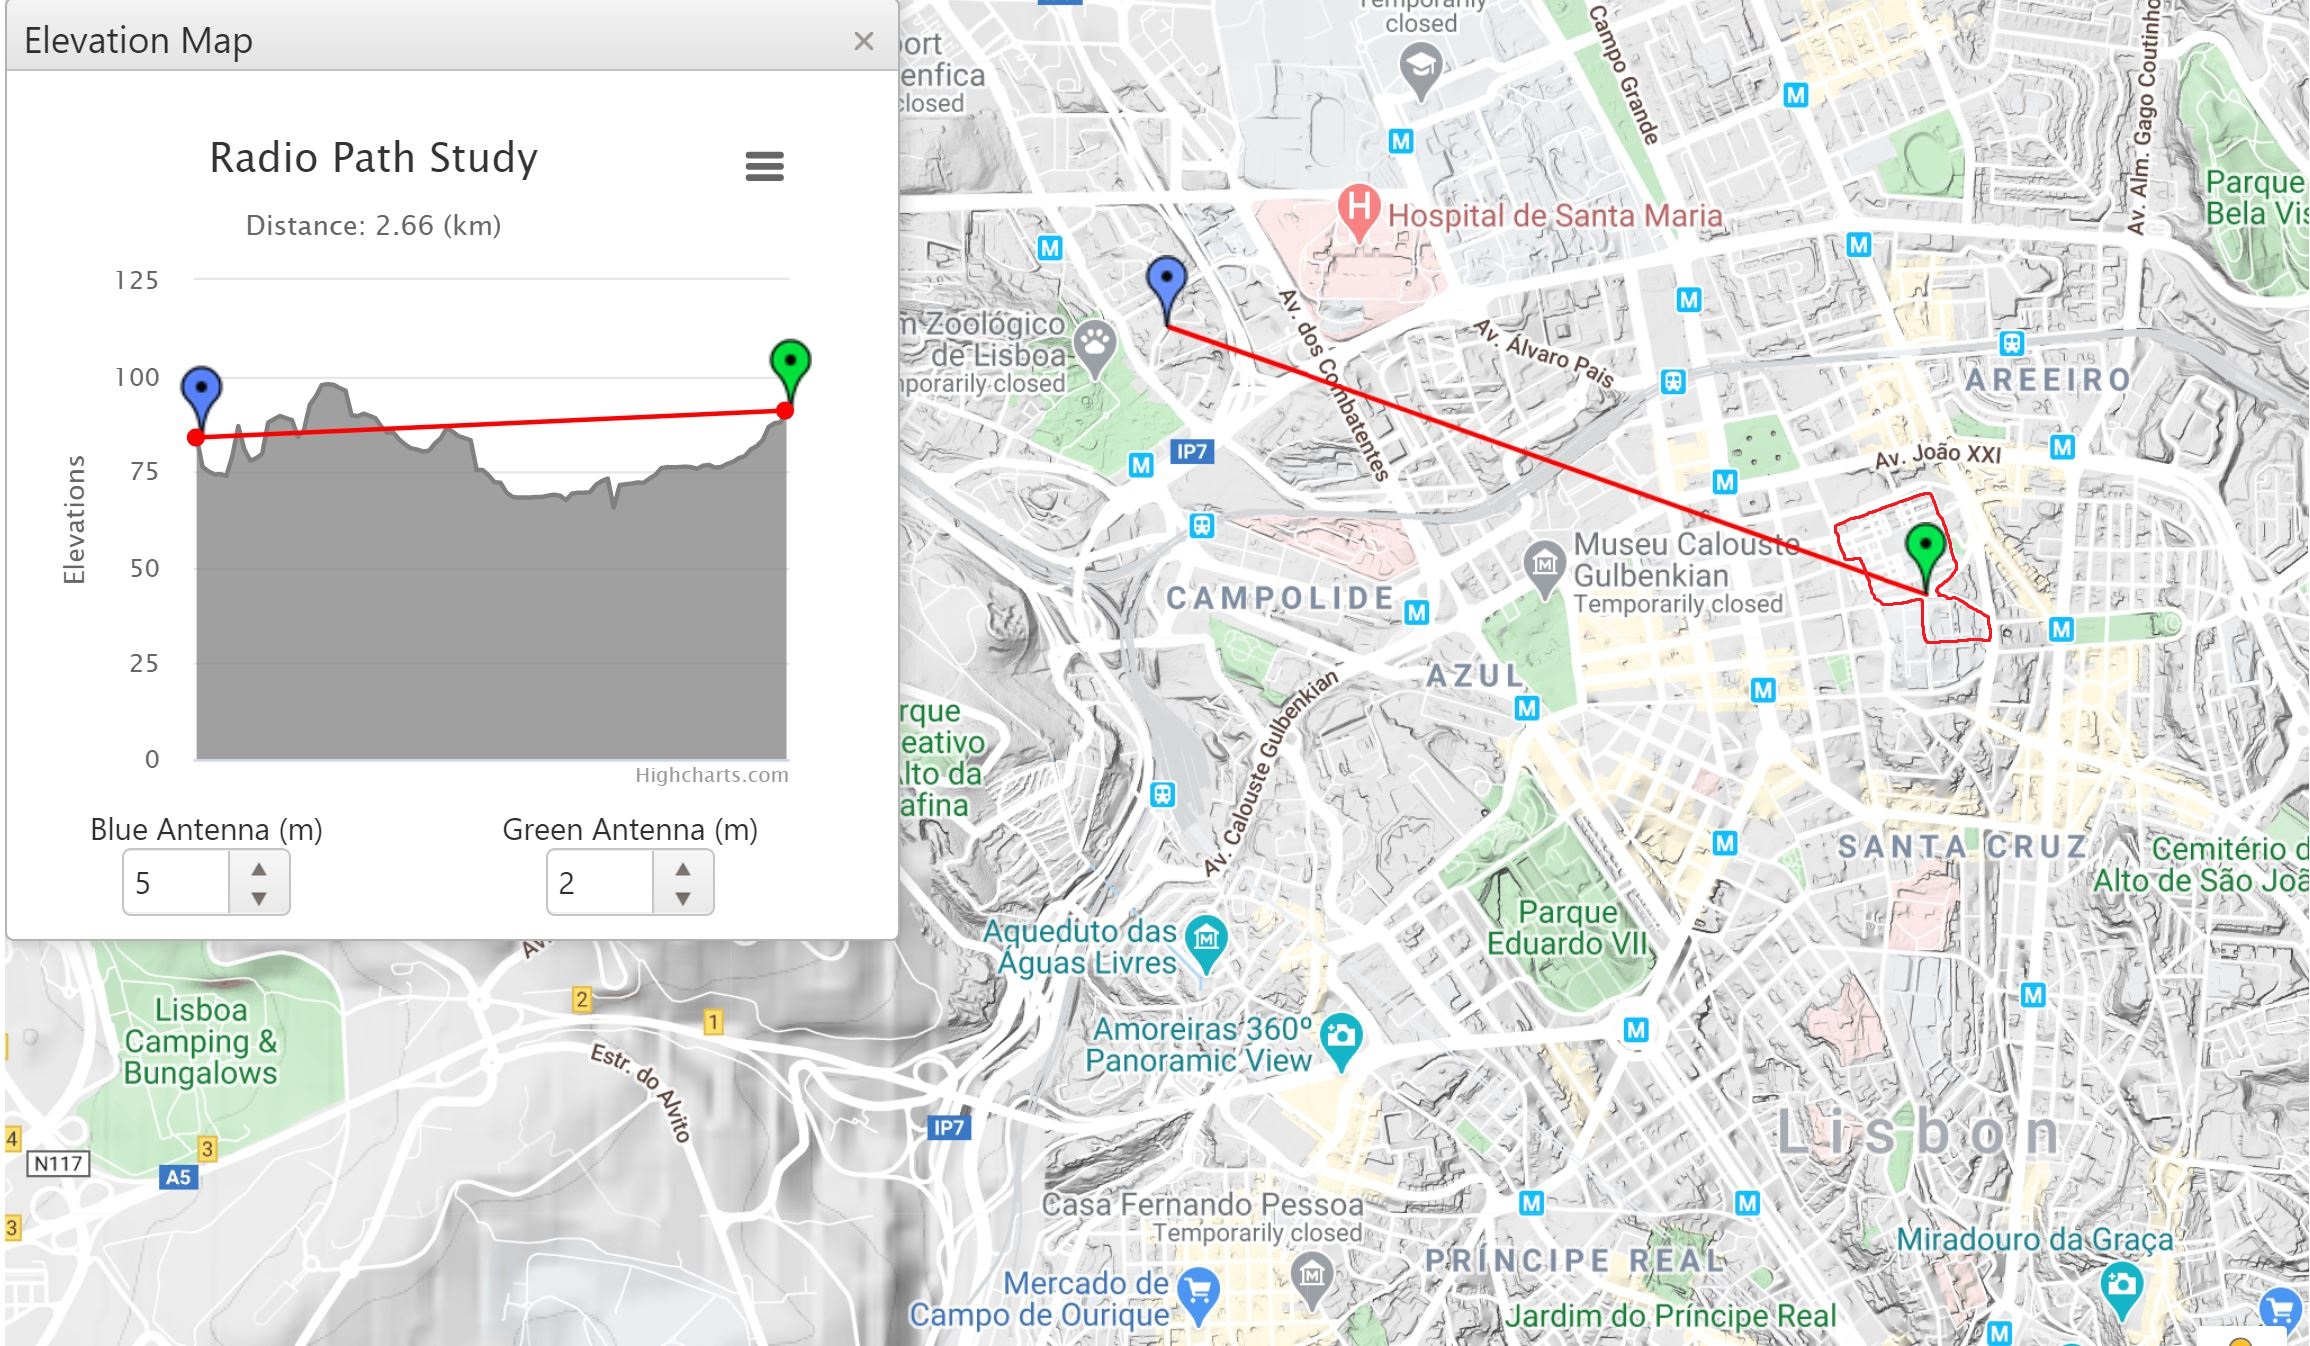 Elevation Map
Radio Path Study
Distance: 2.66 (km)
125
100
75
50
25
0
Elevations
Highcharts.com
Blue Antenna (m)
Green Antenna (m)
5
2
closed
Campo Grande
Av. Alm. Gago Coutinho
ort
enfica
closed
M
M
Parque
Bela Vis
H
Hospital de Santa Maria
M
M
M
m Zoológico
de Lisboa
mporarily closed
Av. dos Combatentes
Av. Álvaro Pais
AREEIRO
IP7
M
M
M
Av. João XXI
Museu Calouste
Gulbenkian
Temporarily closed
CAMPOLIDE
M
M
AZUL
M
M
rque
eativo
Alto da
afina
Av. Calouste Gulbenkian
M
SANTA CRUZ
Cemitério d
Alto de São Joã
Parque
Eduardo VII
Aqueduto das
Águas Livres
Av
Lisboa
Camping &
Bungalows
2
1
Estr. do Alvito
Amoreiras 360º
Panoramic View
M
M
Lisbon
IP7
4
N117
3
A5
3
Casa Fernando Pessoa
Temporarily closed
M
M
PRÍNCIPE REAL
Miradouro da Graça
Mercado de
Campo de Ourique
Jardim do Príncipe Real
M